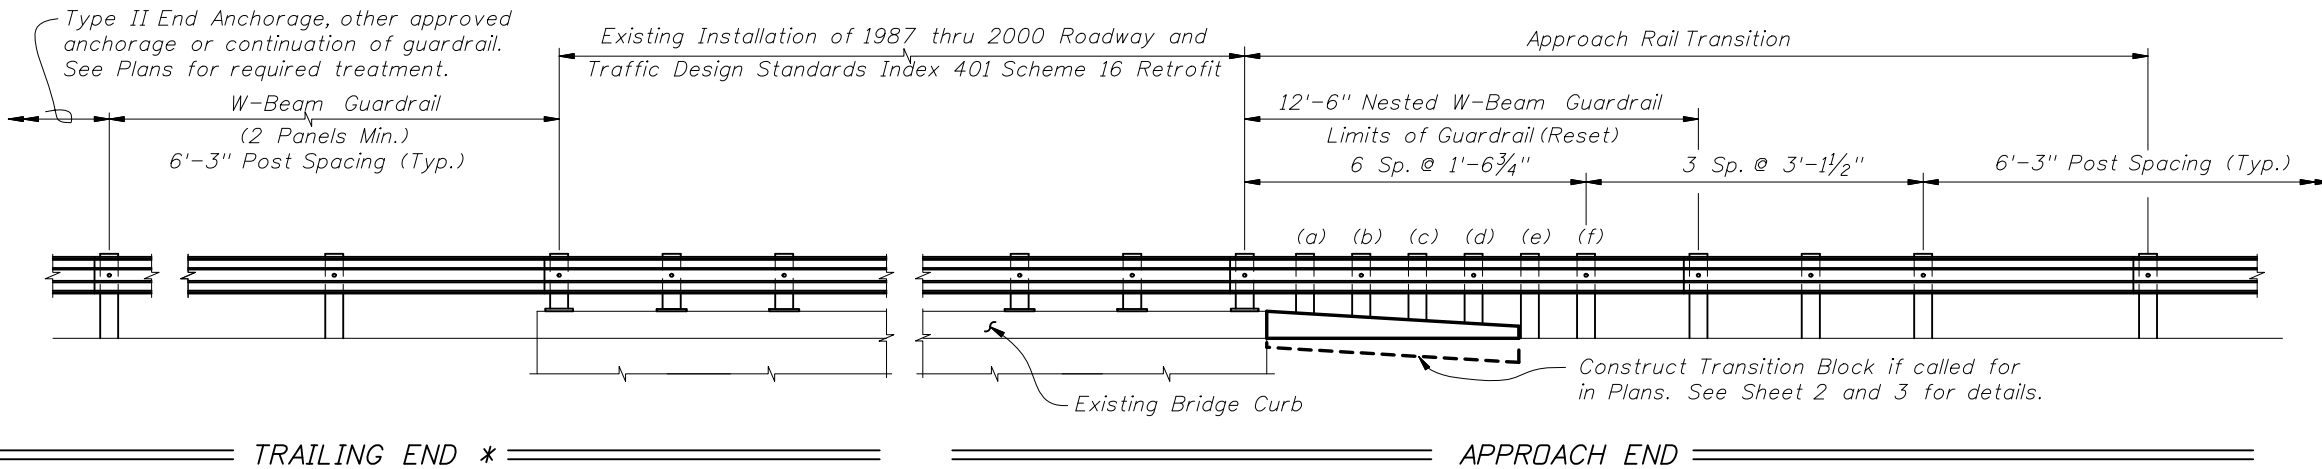 Type II End Anchorage, other approved
anchorage or continuation of guardrail.
See Plans for required treatment.
Existing Installation of 1987 thru 2000 Roadway and
Traffic Design Standards Index 401 Scheme 16 Retrofit
Approach Rail Transition
W-Beam Guardrail
(2 Panels Min.)
6'-3" Post Spacing (Typ.)
12'-6" Nested W-Beam Guardrail
Limits of Guardrail (Reset)
6 Sp. @ 1'-6¾"
3 Sp. @ 3'-1½"
6'-3" Post Spacing (Typ.)
(a) (b) (c) (d) (e) (f)
Construct Transition Block if called for
in Plans. See Sheet 2 and 3 for details.
Existing Bridge Curb
TRAILING END *
APPROACH END